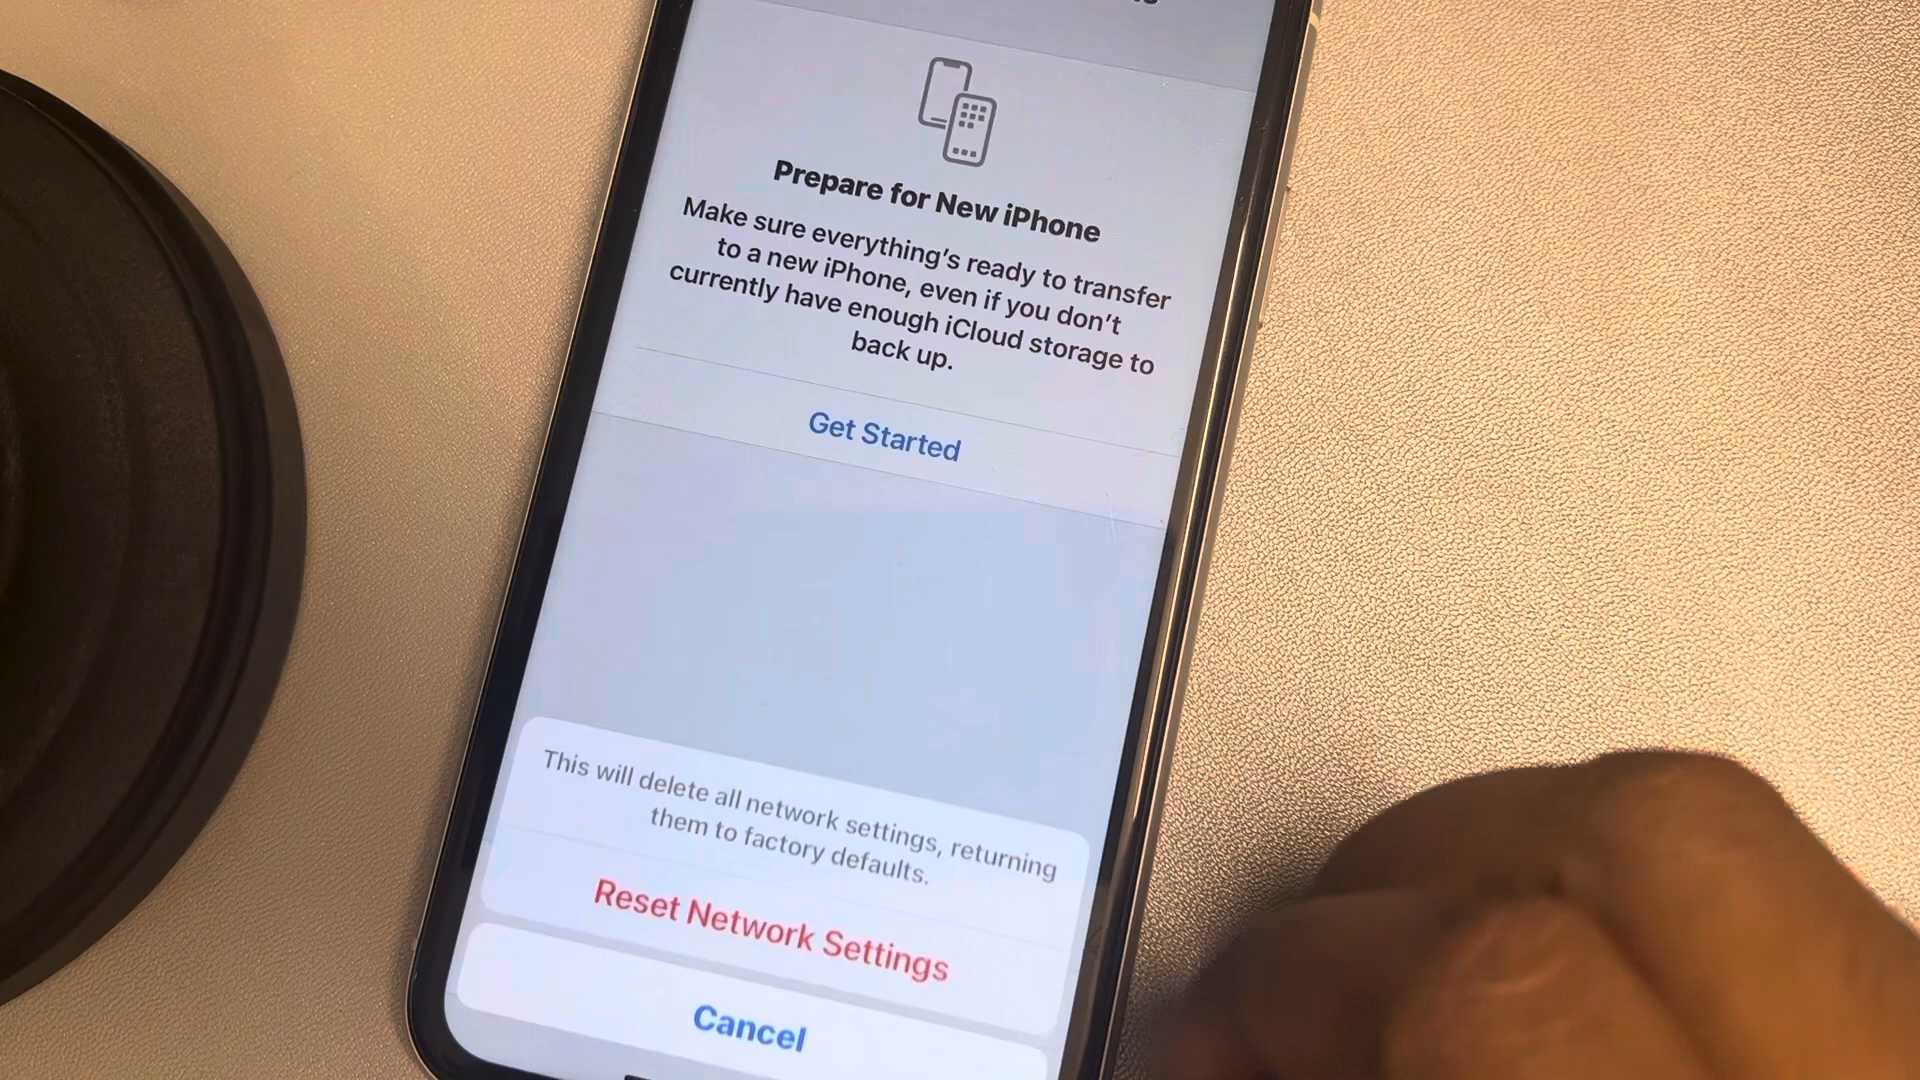 Prepare for New iPhone
Make sure everything's ready to transfer
to a new iPhone, even if you don't
currently have enough iCloud storage to
back up.
Get Started
This will delete all network settings, returning
them to factory defaults.
Reset Network Settings
Cancel